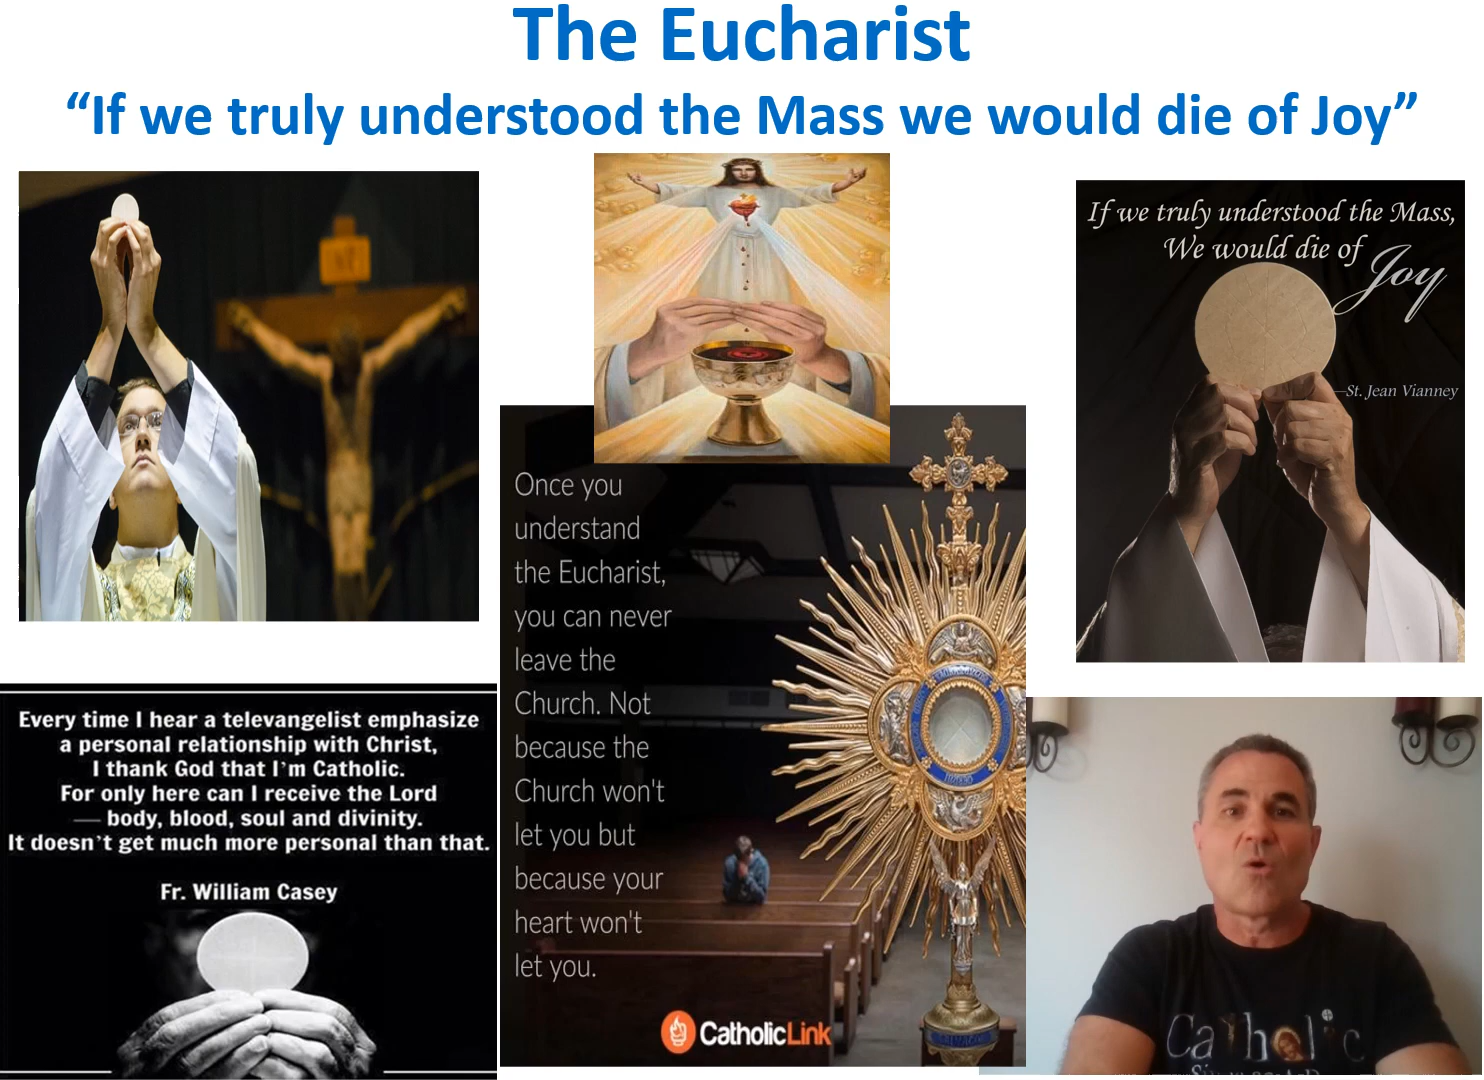 The Eucharist
“If we truly understood the Mass we would die of Joy”
If we truly understood the Mass,
We would die of
Joy
—St. Jean Vianney
Once you
understand
the Eucharist,
you can never
leave the
Church. Not
because the
Church won't
let you but
because your
heart won't
let you.
CatholicLink
Every time I hear a televangelist emphasize
a personal relationship with Christ,
I thank God that I'm Catholic.
For only here can I receive the Lord
— body, blood, soul and divinity.
It doesn't get much more personal than that.
Fr. William Casey
Catholic